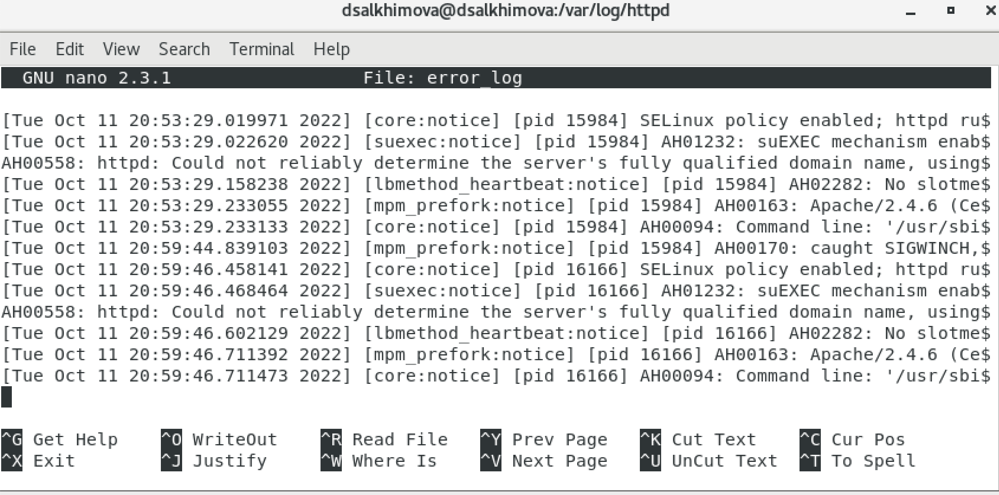 dsalkhimova@dsalkhimova:/var/log/httpd
File Edit View Search Terminal Help
GNU nano 2.3.1 File: error_log
[Tue Oct 11 20:53:29.019971 2022] [core:notice] [pid 15984] SELinux policy enabled; httpd ru$
[Tue Oct 11 20:53:29.022620 2022] [suexec:notice] [pid 15984] AH01232: suEXEC mechanism enab$
AH00558: httpd: Could not reliably determine the server's fully qualified domain name, using$
[Tue Oct 11 20:53:29.158238 2022] [lbmethod_heartbeat:notice] [pid 15984] AH02282: No slotme$
[Tue Oct 11 20:53:29.233055 2022] [mpm_prefork:notice] [pid 15984] AH00163: Apache/2.4.6 (Ce$
[Tue Oct 11 20:53:29.233133 2022] [core:notice] [pid 15984] AH00094: Command line: '/usr/sbi$
[Tue Oct 11 20:59:44.839103 2022] [mpm_prefork:notice] [pid 15984] AH00170: caught SIGWINCH,$
[Tue Oct 11 20:59:46.458141 2022] [core:notice] [pid 16166] SELinux policy enabled; httpd ru$
[Tue Oct 11 20:59:46.468464 2022] [suexec:notice] [pid 16166] AH01232: suEXEC mechanism enab$
AH00558: httpd: Could not reliably determine the server's fully qualified domain name, using$
[Tue Oct 11 20:59:46.602129 2022] [lbmethod_heartbeat:notice] [pid 16166] AH02282: No slotme$
[Tue Oct 11 20:59:46.711392 2022] [mpm_prefork:notice] [pid 16166] AH00163: Apache/2.4.6 (Ce$
[Tue Oct 11 20:59:46.711473 2022] [core:notice] [pid 16166] AH00094: Command line: '/usr/sbi$
^G Get Help ^O WriteOut ^R Read File ^Y Prev Page ^K Cut Text ^C Cur Pos
^X Exit ^J Justify ^W Where Is ^V Next Page ^U UnCut Text ^T To Spell